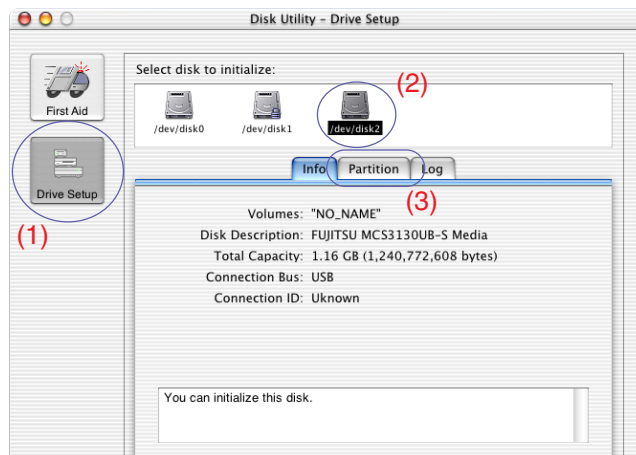 Disk Utility – Drive Setup
First Aid
Drive Setup
(1)
Select disk to initialize:
(2)
/dev/disk0
/dev/disk1
/dev/disk2
Info
Partition
Log
(3)
Volumes: "NO_NAME"
Disk Description: FUJITSU MCS3130UB-S Media
Total Capacity: 1.16 GB (1,240,772,608 bytes)
Connection Bus: USB
Connection ID: Uknown
You can initialize this disk.